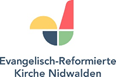 Evangelisch-Reformierte
Kirche Nidwalden